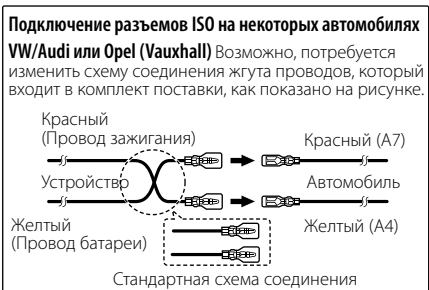 Подключение разъемов ISO на некоторых автомобилях
VW/Audi или Opel (Vauxhall) Возможно, потребуется
изменить схему соединения жгута проводов, который
входит в комплект поставки, как показано на рисунке.
Красный
(Провод зажигания)
Красный (A7)
Устройство
Автомобиль
Желтый
(Провод батареи)
Желтый (A4)
Стандартная схема соединения